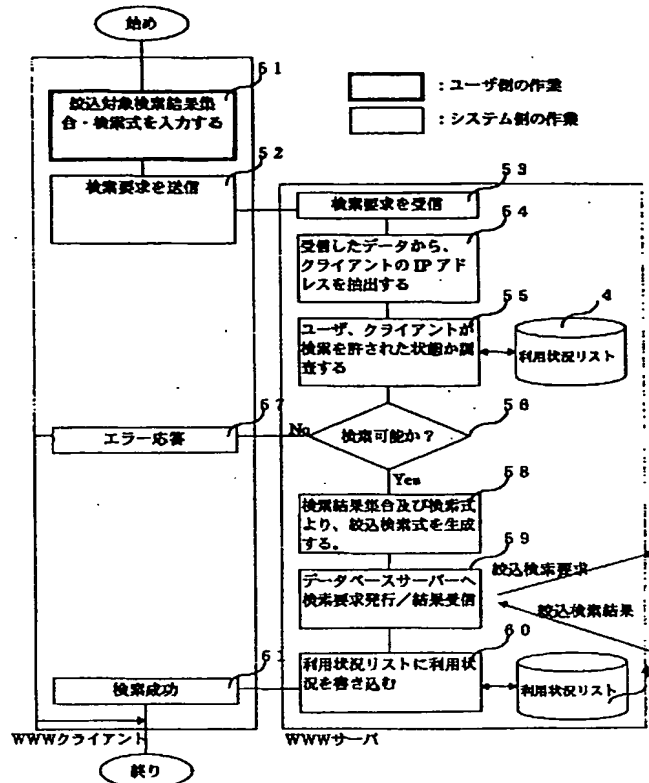 始め
51
絞込対象検索結果集
合・検索式を入力する
：ユーザ側の作業
：システム側の作業
52
検索要求を送信
53
検索要求を受信
54
受信したデータから、
クライアントのIPアド
レスを抽出する
55
ユーザ、クライアントが
検索を許された状態か調
査する
4
利用状況リスト
56
検索可能か？
No
57
エラー応答
Yes
58
検索結果集合及び検索式
より、絞込検索式を生成
する。
59
データベースサーバーへ
検索要求発行／結果受信
絞込検索要求
絞込検索結果
60
利用状況リストに利用状
況を書き込む
利用状況リスト
61
検索成功
WWWクライアント
WWWサーバ
終り